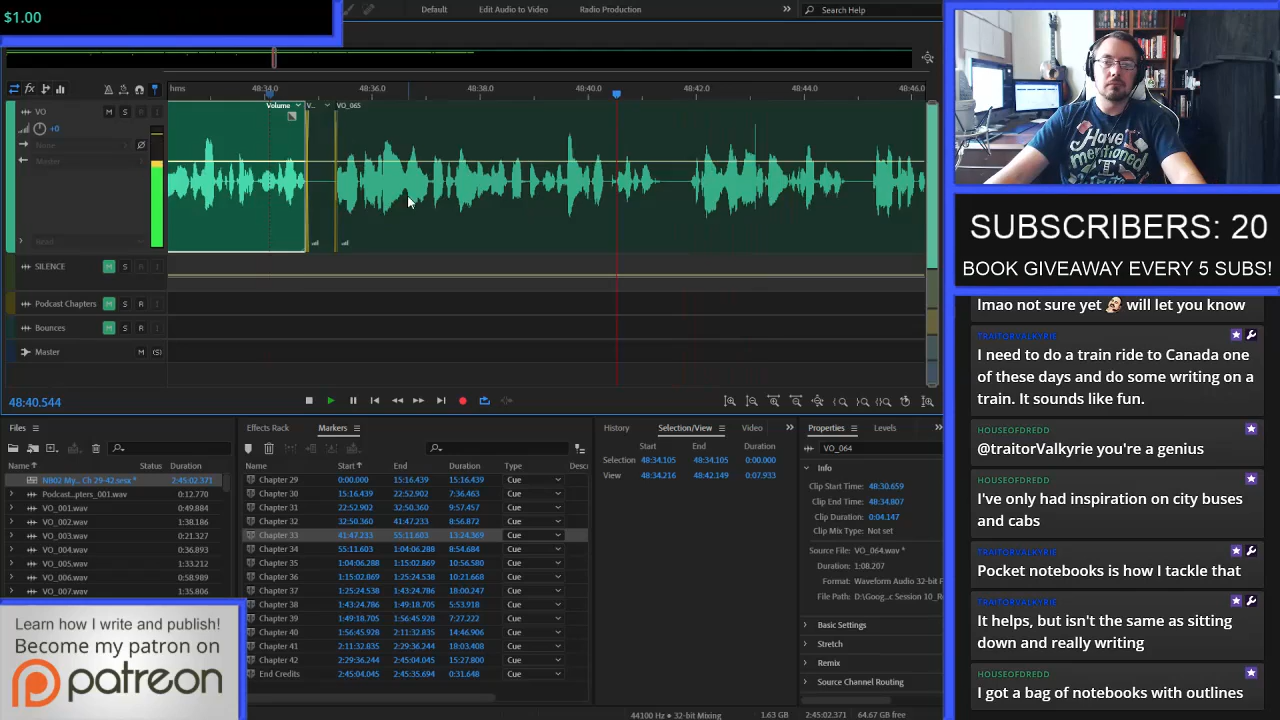 $1.00
Default
Edit Audio to Video
Radio Production
Search Help
hms
48:34.0
48:36.0
48:38.0
48:40.0
48:42.0
48:44.0
48:46.0
VO
M S
Volume
V...
VO_065
+0
None
Master
Read
SILENCE
M S R
Podcast Chapters
M S R
Bounces
M S R
Master
M (S)
48:40.544
Files
Name
Status
Duration
NB02 My... Ch 29-42.sesx *
2:45:02.371
Podcast...pters_001.wav
0:12.770
VO_001.wav
0:49.884
VO_002.wav
1:38.186
VO_003.wav
0:21.327
VO_004.wav
0:36.893
VO_005.wav
1:33.212
VO_006.wav
0:58.989
VO_007.wav
1:35.806
Effects Rack
Markers
Name Start End Duration Type Descr
Chapter 29 0:00.000 15:16.439 15:16.439 Cue
Chapter 30 15:16.439 22:52.902 7:36.463 Cue
Chapter 31 22:52.902 32:50.360 9:57.457 Cue
Chapter 32 32:50.360 41:47.233 8:56.872 Cue
Chapter 33 41:47.233 55:11.603 13:24.369 Cue
Chapter 34 55:11.603 1:04:06.288 8:54.684 Cue
Chapter 35 1:04:06.288 1:15:02.869 10:56.580 Cue
Chapter 36 1:15:02.869 1:25:24.538 10:21.668 Cue
Chapter 37 1:25:24.538 1:43:24.786 18:00.247 Cue
Chapter 38 1:43:24.786 1:49:18.705 5:53.918 Cue
Chapter 39 1:49:18.705 1:56:45.928 7:27.222 Cue
Chapter 40 1:56:45.928 2:11:32.835 14:46.906 Cue
Chapter 41 2:11:32.835 2:29:36.244 18:03.408 Cue
Chapter 42 2:29:36.244 2:45:04.045 15:27.800 Cue
End Credits 2:45:04.045 2:45:35.694 0:31.648 Cue
History
Selection/View
Video
Start End Duration
Selection 48:34.105 48:34.105 0:00.000
View 48:34.216 48:42.149 0:07.933
Properties
Levels
VO_064
Info
Clip Start Time: 48:30.659
Clip End Time: 48:34.807
Clip Duration: 0:04.147
Clip Mix Type: Not set
Source File: VO_064.wav *
Duration: 1:08.207
Format: Waveform Audio 32-bit F
File Path: D:\Goog...c Session 10_Re
Basic Settings
Stretch
Remix
Source Channel Routing
44100 Hz • 32-bit Mixing
1.63 GB
2:45:02.371
64.67 GB free
Learn how I write and publish!
Become my patron on
patreon
Have
mentioned
SUBSCRIBERS: 20
BOOK GIVEAWAY EVERY 5 SUBS!
lmao not sure yet will let you know
TRAITORVALKYRIE
I need to do a train ride to Canada one
of these days and do some writing on a
train. It sounds like fun.
HOUSEOFDREDD
@traitorValkyrie you're a genius
HOUSEOFDREDD
I've only had inspiration on city buses
and cabs
TRAITORVALKYRIE
Pocket notebooks is how I tackle that
TRAITORVALKYRIE
It helps, but isn't the same as sitting
down and really writing
HOUSEOFDREDD
I got a bag of notebooks with outlines